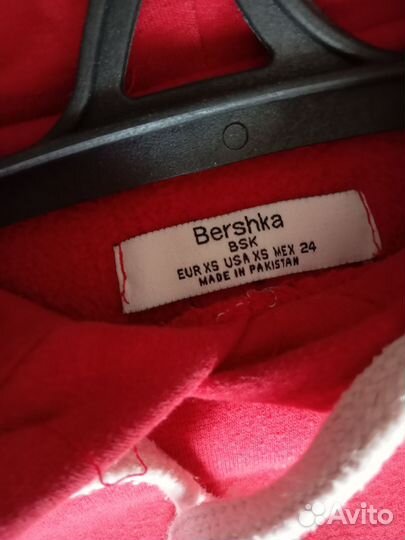 Bershka
BSK
EUR XS USA XS MEX 24
MADE IN PAKISTAN
Avito